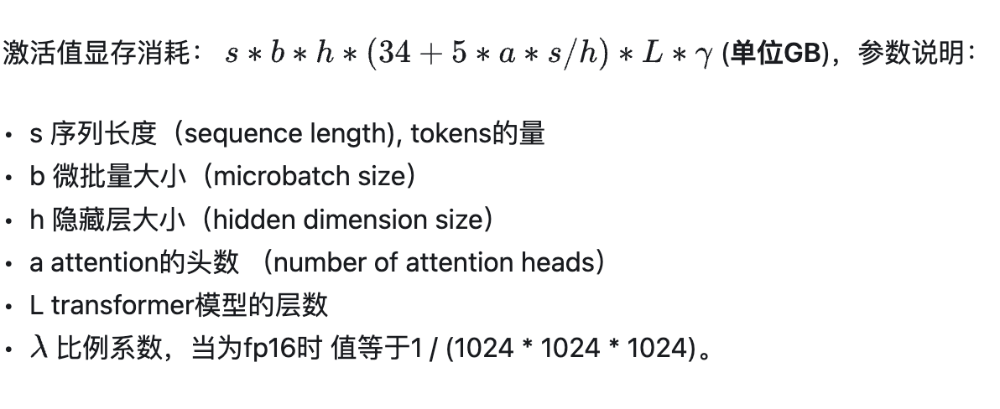 激活值显存消耗： s ∗ b ∗ h ∗ (34 + 5 ∗ a ∗ s/h) ∗ L ∗ γ (单位GB)，参数说明：
• s 序列长度（sequence length), tokens的量
• b 微批量大小（microbatch size）
• h 隐藏层大小（hidden dimension size）
• a attention的头数 （number of attention heads）
• L transformer模型的层数
• λ 比例系数，当为fp16时 值等于1 / (1024 * 1024 * 1024)。